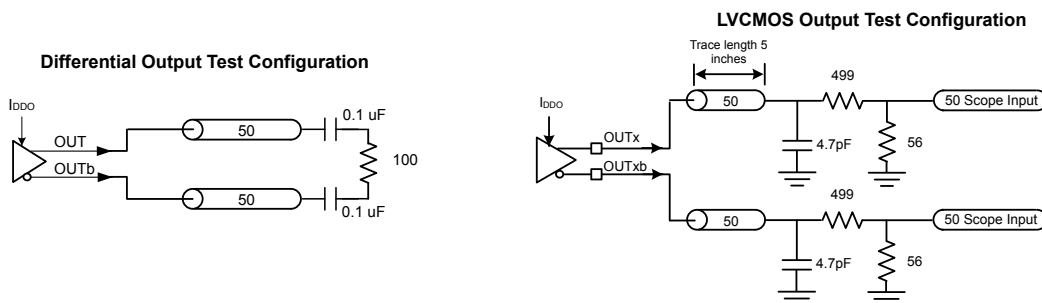 Differential Output Test Configuration
IDDO
OUT
OUTb
50
50
0.1 uF
0.1 uF
100
LVCMOS Output Test Configuration
Trace length 5
inches
IDDO
OUTx
OUTxb
50
499
50 Scope Input
4.7pF
56
50
499
50 Scope Input
4.7pF
56